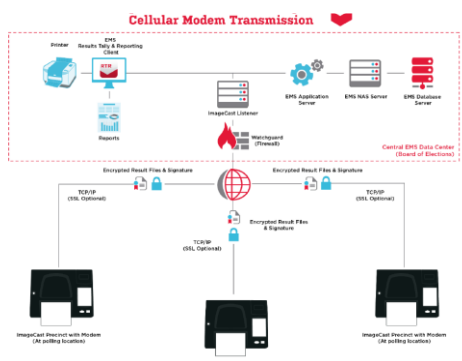 Cellular Modem Transmission
Printer
EMS
Results Tally & Reporting
Client
RTR
Reports
ImageCast Listener
EMS Application
Server
EMS NAS Server
EMS Database
Server
Watchguard
(Firewall)
Central EMS Data Center
(Board of Elections)
Encrypted Result Files & Signature
Encrypted Result Files & Signature
TCP/IP
(SSL Optional)
TCP/IP
(SSL Optional)
Encrypted Result Files
& Signature
TCP/IP
(SSL Optional)
ImageCast Precinct with Modem
(At polling location)
ImageCast Precinct with Modem
(At polling location)